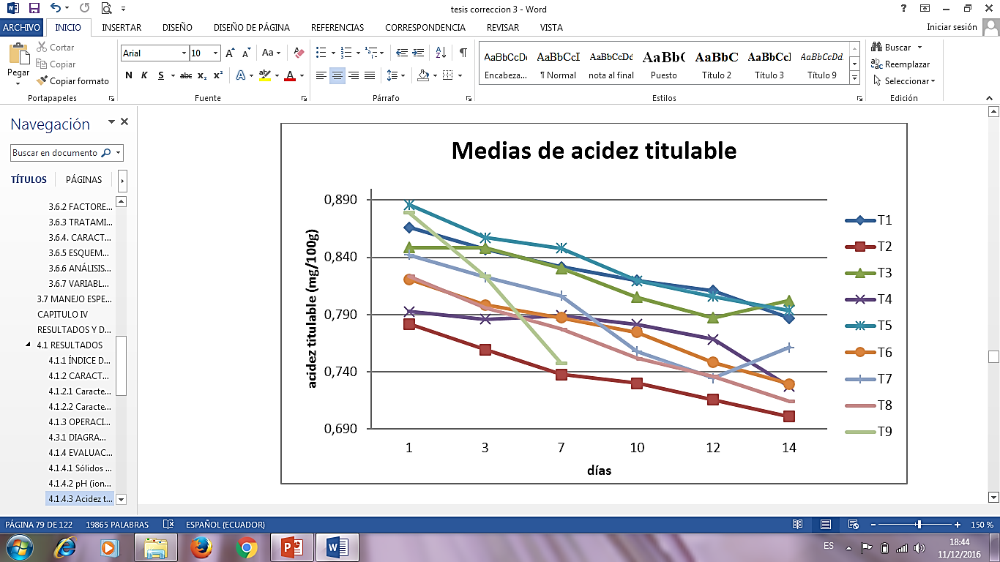 tesis correccion 3 - Word
ARCHIVO INICIO INSERTAR DISEÑO DISEÑO DE PÁGINA REFERENCIAS CORRESPONDENCIA REVISAR VISTA Iniciar sesión
Pegar
Cortar
Copiar
Copiar formato
Portapapeles
Arial 10
N K S abc x₂ x²
Fuente
Párrafo
AaBbCcDc AaBbCcI AaBbCcDd AaBb( AaBbC AaBbCcl AaBbCcDd.
Encabeza... ¶ Normal nota al final Puesto Título 2 Título 3 Título 9
Estilos
Buscar
Reemplazar
Seleccionar
Edición
Navegación
Buscar en documento
TÍTULOS PÁGINAS
3.6.2 FACTORE...
3.6.3 TRATAMI...
3.6.4. CARACT...
3.6.5 ESQUEM...
3.6.6 ANÁLISIS...
3.6.7 VARIABL...
3.7 MANEJO ESPE...
CAPITULO IV
RESULTADOS Y D...
4.1 RESULTADOS
4.1.1 ÍNDICE D...
4.1.2 CARACT...
4.1.2.1 Caracte...
4.1.2.2 Caracte...
4.1.3 OPERACI...
4.3.1 DIAGRA...
4.1.4 EVALUAC...
4.1.4.1 Sólidos ...
4.1.4.2 pH (ion...
4.1.4.3 Acidez t...
Medias de acidez titulable
acidez titulable (mg/100g)
0,890
0,840
0,790
0,740
0,690
1 3 7 10 12 14
días
T1
T2
T3
T4
T5
T6
T7
T8
T9
PÁGINA 79 DE 122 19865 PALABRAS ESPAÑOL (ECUADOR) 150 %
ES
18:44
11/12/2016